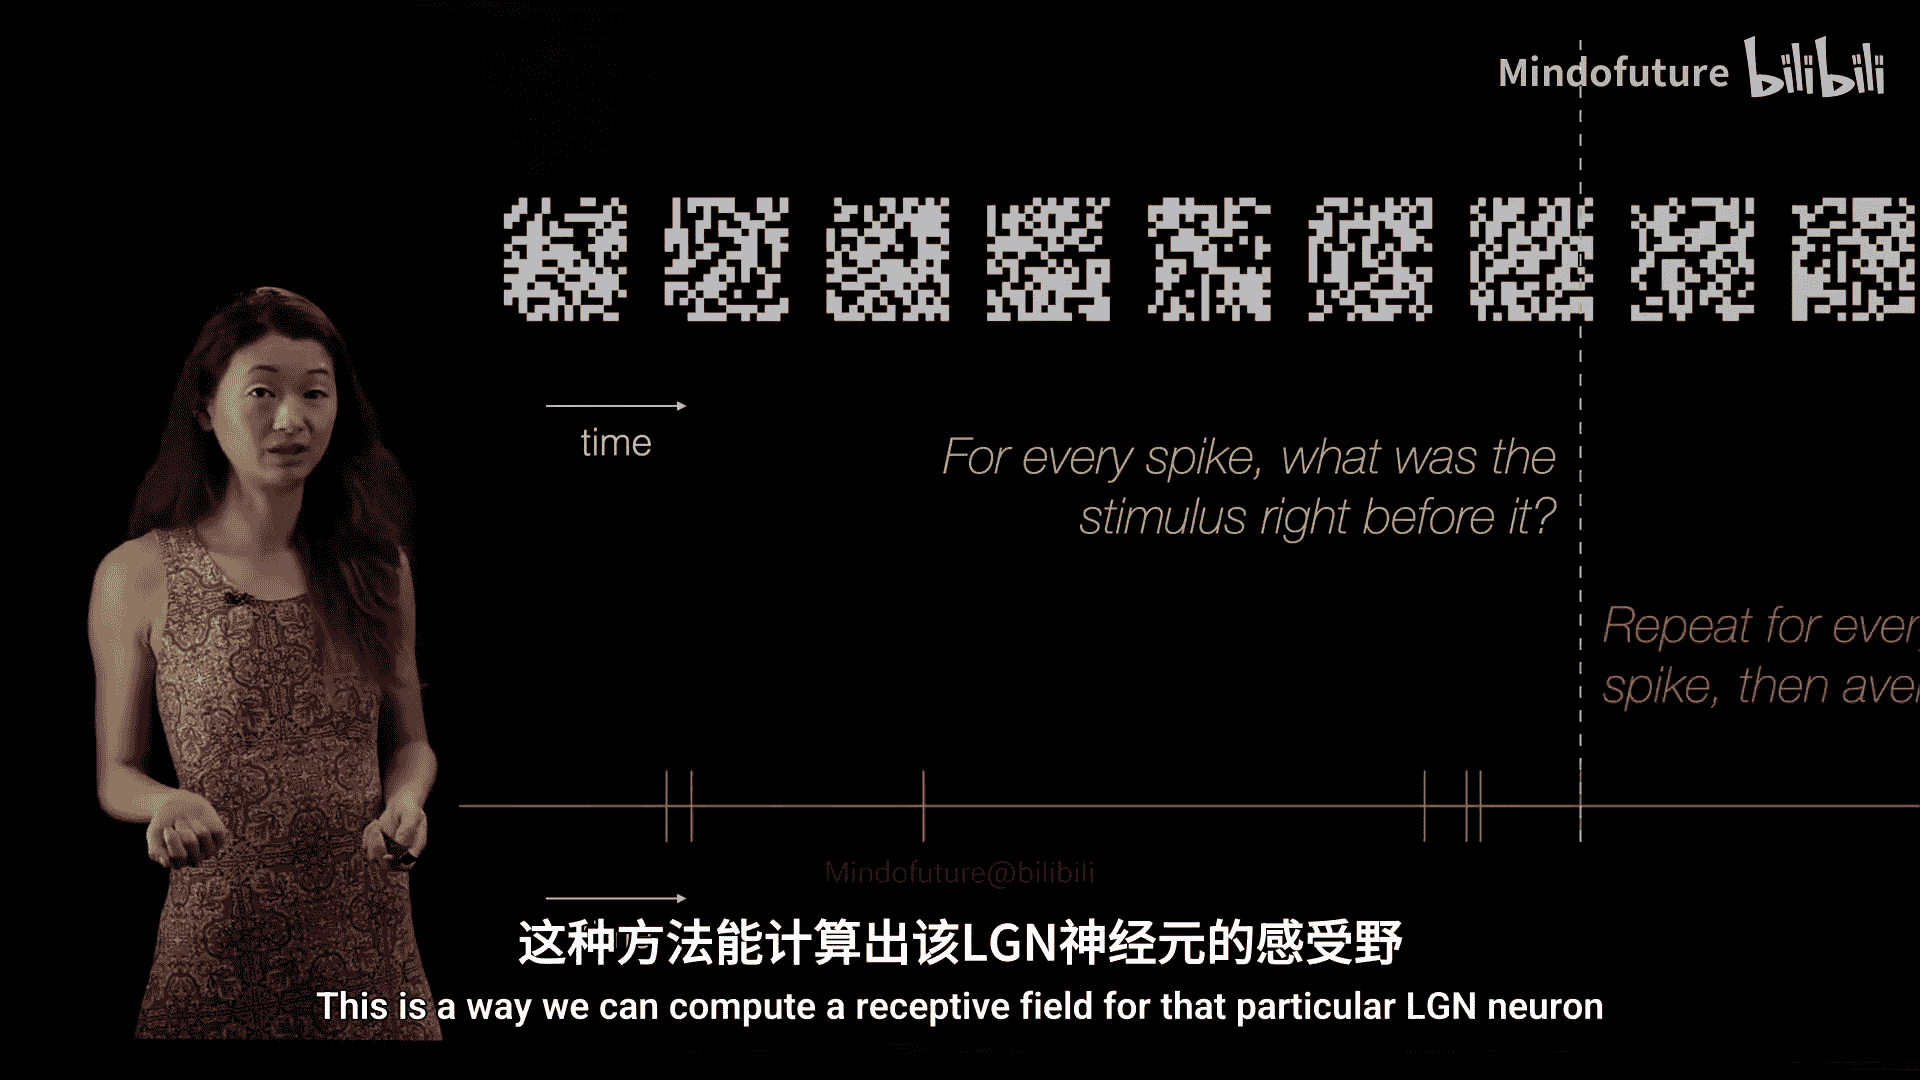 Mindofuture bilibili
time
For every spike, what was the
stimulus right before it?
Repeat for
spike, then
Mindofuture@bilibili
这种方法能计算出该LGN神经元的感受野
This is a way we can compute a receptive field for that particular LGN neuron